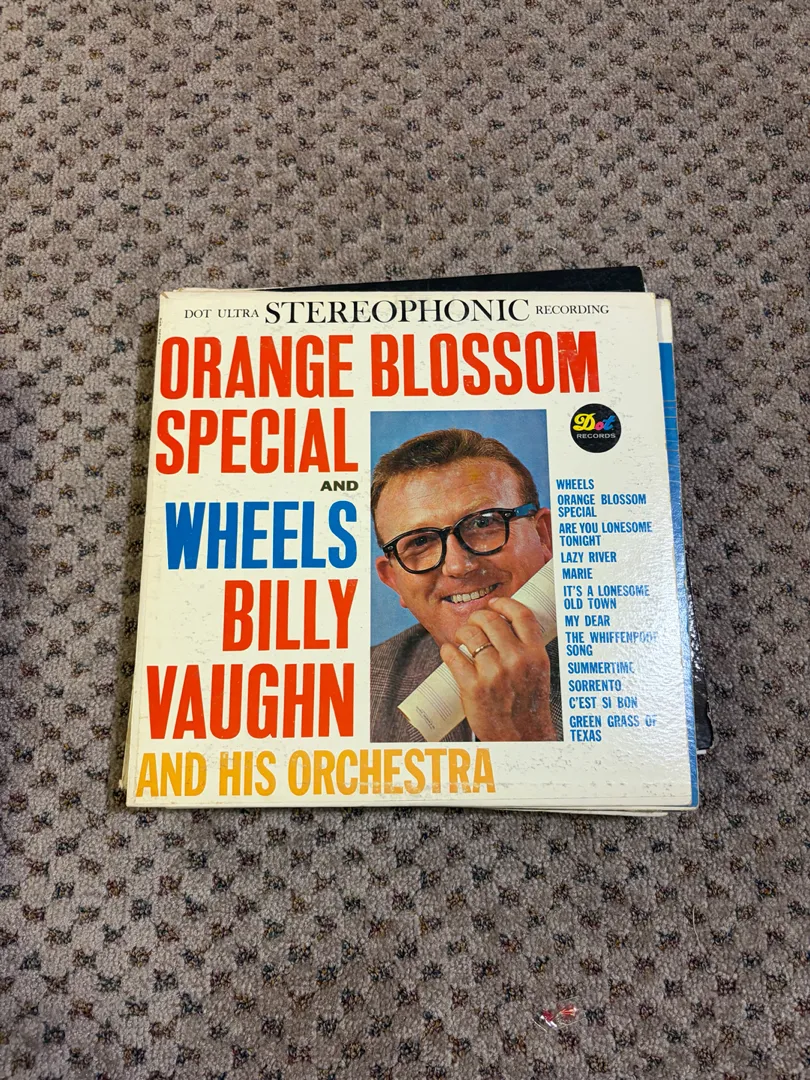 DOT ULTRA STEREOPHONIC RECORDING
ORANGE BLOSSOM
SPECIAL
AND
WHEELS
BILLY
VAUGHN
AND HIS ORCHESTRA
Dot
RECORDS
WHEELS
ORANGE BLOSSOM
SPECIAL
ARE YOU LONESOME
TONIGHT
LAZY RIVER
MARIE
IT'S A LONESOME
OLD TOWN
MY DEAR
THE WHIFFENPOOF
SONG
SUMMERTIME
SORRENTO
C'EST SI BON
GREEN GRASS OF
TEXAS